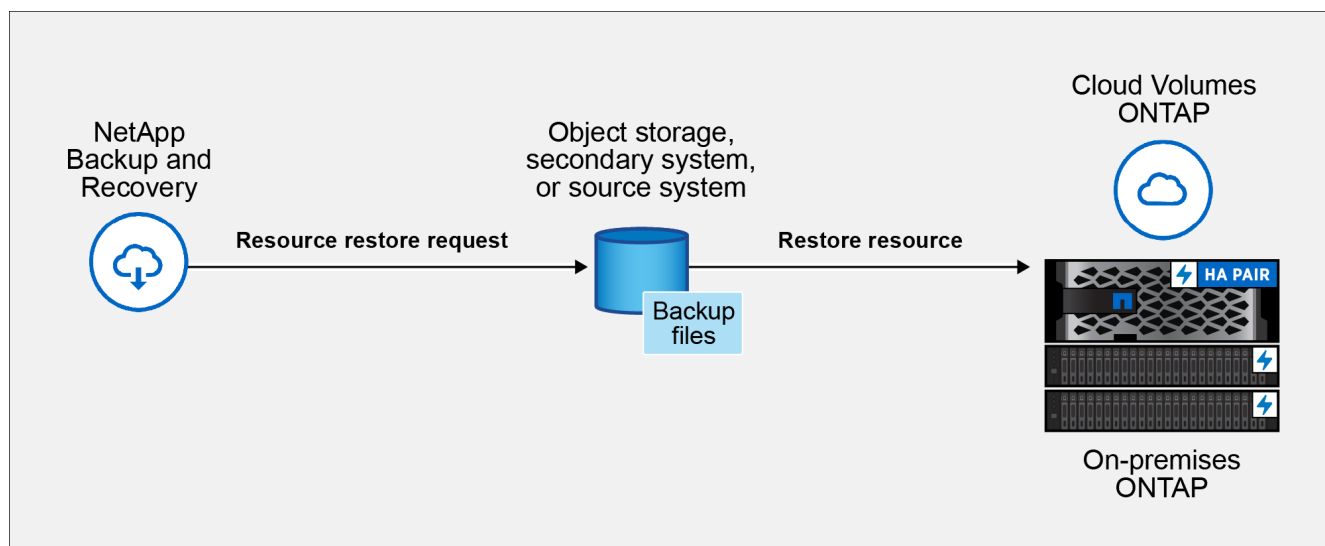 NetApp
Backup and
Recovery
Resource restore request
Object storage,
secondary system,
or source system
Backup
files
Restore resource
Cloud Volumes
ONTAP
HA PAIR
On-premises
ONTAP